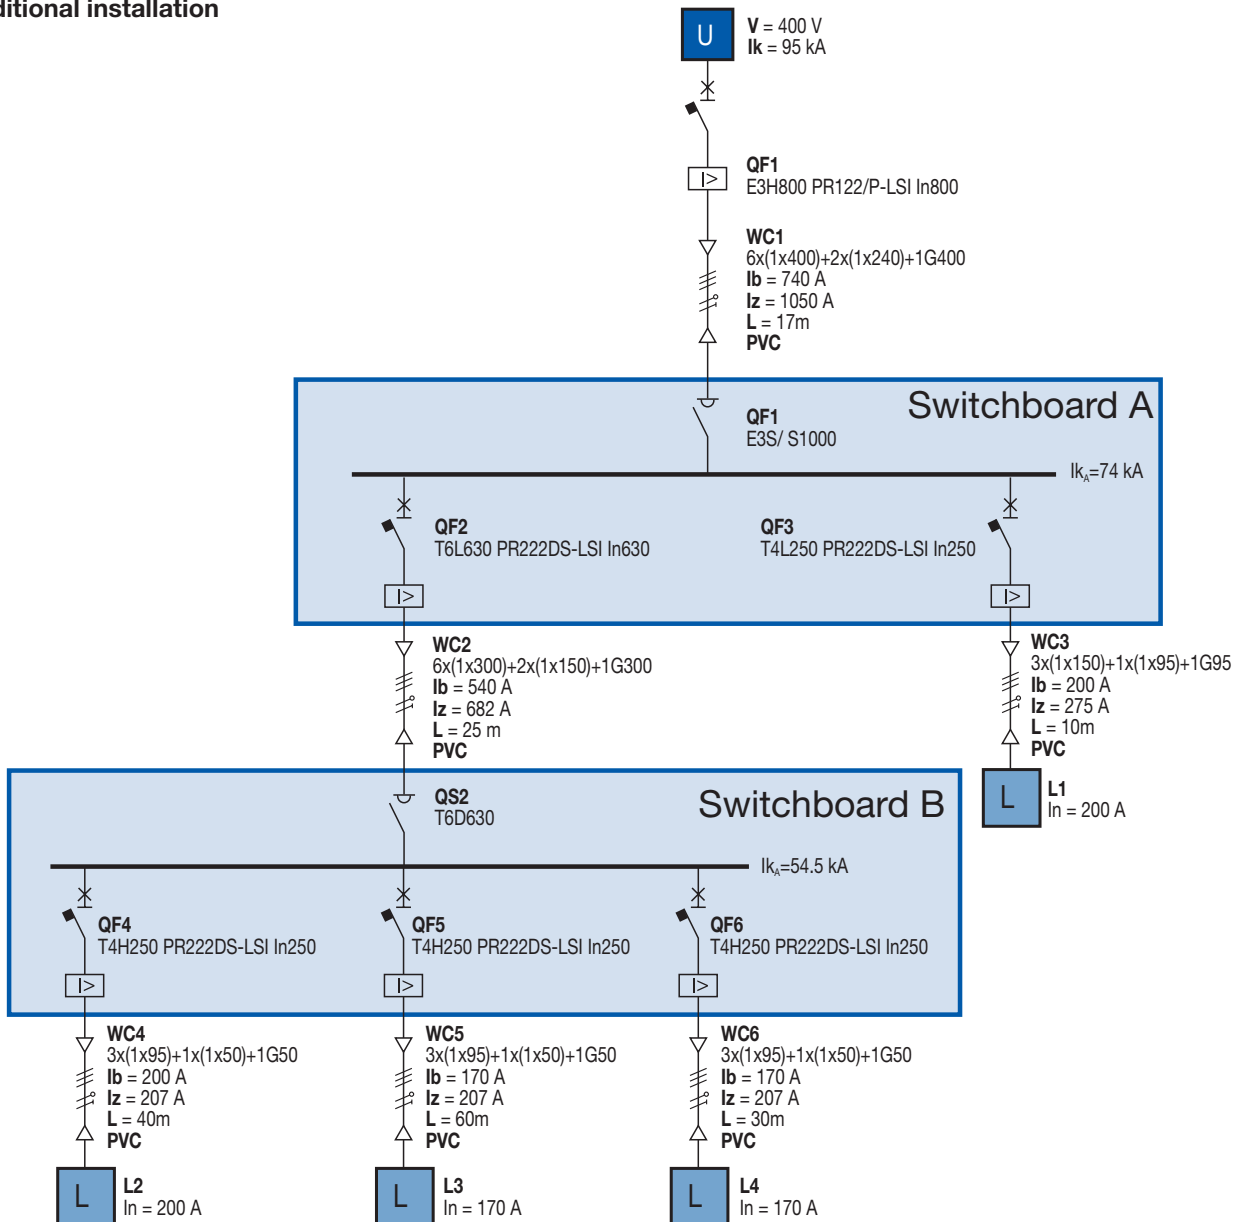 ditional installation
U
V = 400 V
Ik = 95 kA
QF1
E3H800 PR122/P-LSI In800
I>
WC1
6x(1x400)+2x(1x240)+1G400
Ib = 740 A
Iz = 1050 A
L = 17m
PVC
Switchboard A
QF1
E3S/ S1000
IkA=74 kA
QF2
T6L630 PR222DS-LSI In630
I>
QF3
T4L250 PR222DS-LSI In250
I>
WC2
6x(1x300)+2x(1x150)+1G300
Ib = 540 A
Iz = 682 A
L = 25 m
PVC
WC3
3x(1x150)+1x(1x95)+1G95
Ib = 200 A
Iz = 275 A
L = 10m
PVC
L
L1
In = 200 A
Switchboard B
QS2
T6D630
IkA=54.5 kA
QF4
T4H250 PR222DS-LSI In250
I>
QF5
T4H250 PR222DS-LSI In250
I>
QF6
T4H250 PR222DS-LSI In250
I>
WC4
3x(1x95)+1x(1x50)+1G50
Ib = 200 A
Iz = 207 A
L = 40m
PVC
WC5
3x(1x95)+1x(1x50)+1G50
Ib = 170 A
Iz = 207 A
L = 60m
PVC
WC6
3x(1x95)+1x(1x50)+1G50
Ib = 170 A
Iz = 207 A
L = 30m
PVC
L
L2
In = 200 A
L
L3
In = 170 A
L
L4
In = 170 A